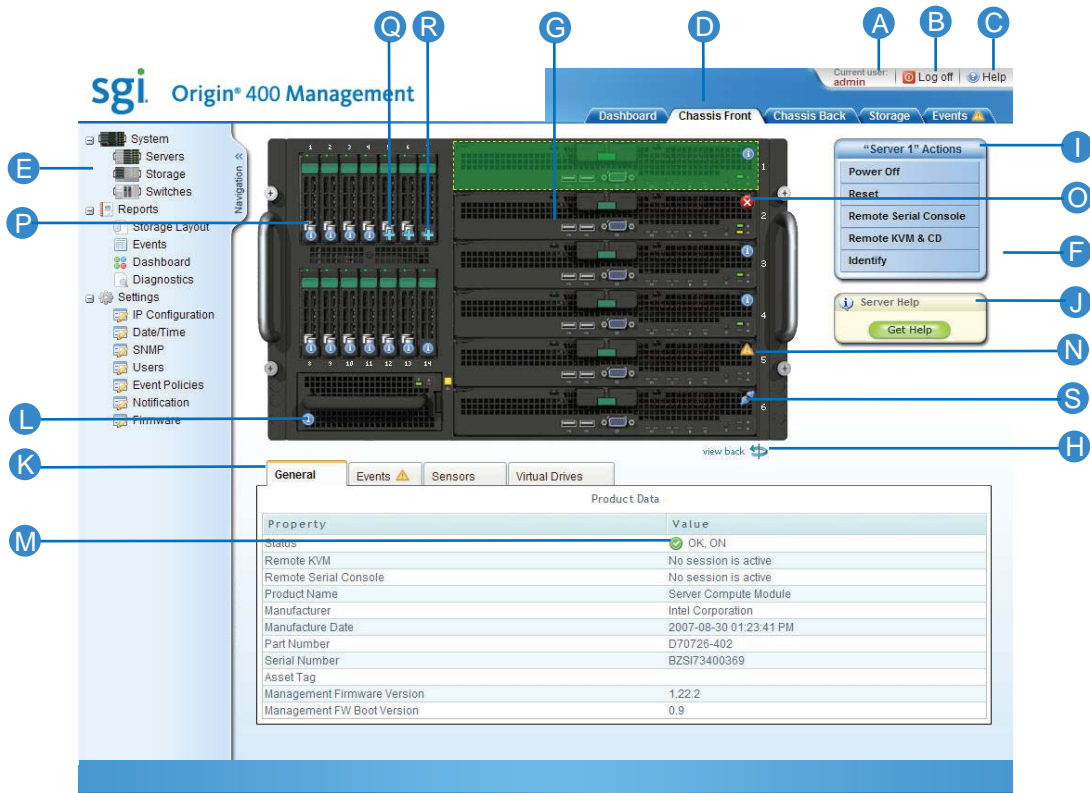 Q R G D A B C
sgi Origin® 400 Management
Current user: admin
Log off
Help
Dashboard Chassis Front Chassis Back Storage Events
E
System
Servers
Storage
Switches
Reports
Storage Layout
Events
Dashboard
Diagnostics
Settings
IP Configuration
Date/Time
SNMP
Users
Event Policies
Notification
Firmware
« Navigation
P
L
K
M
1 2 3 4 5 6
8 9 10 11 12 13 14
1
2
3
4
5
6
"Server 1" Actions
Power Off
Reset
Remote Serial Console
Remote KVM & CD
Identify
Server Help
Get Help
I
O
F
J
N
S
H
view back
General Events Sensors Virtual Drives
Product Data
Property Value
Status OK, ON
Remote KVM No session is active
Remote Serial Console No session is active
Product Name Server Compute Module
Manufacturer Intel Corporation
Manufacture Date 2007-08-30 01:23:41 PM
Part Number D70726-402
Serial Number BZSI73400369
Asset Tag
Management Firmware Version 1.22.2
Management FW Boot Version 0.9